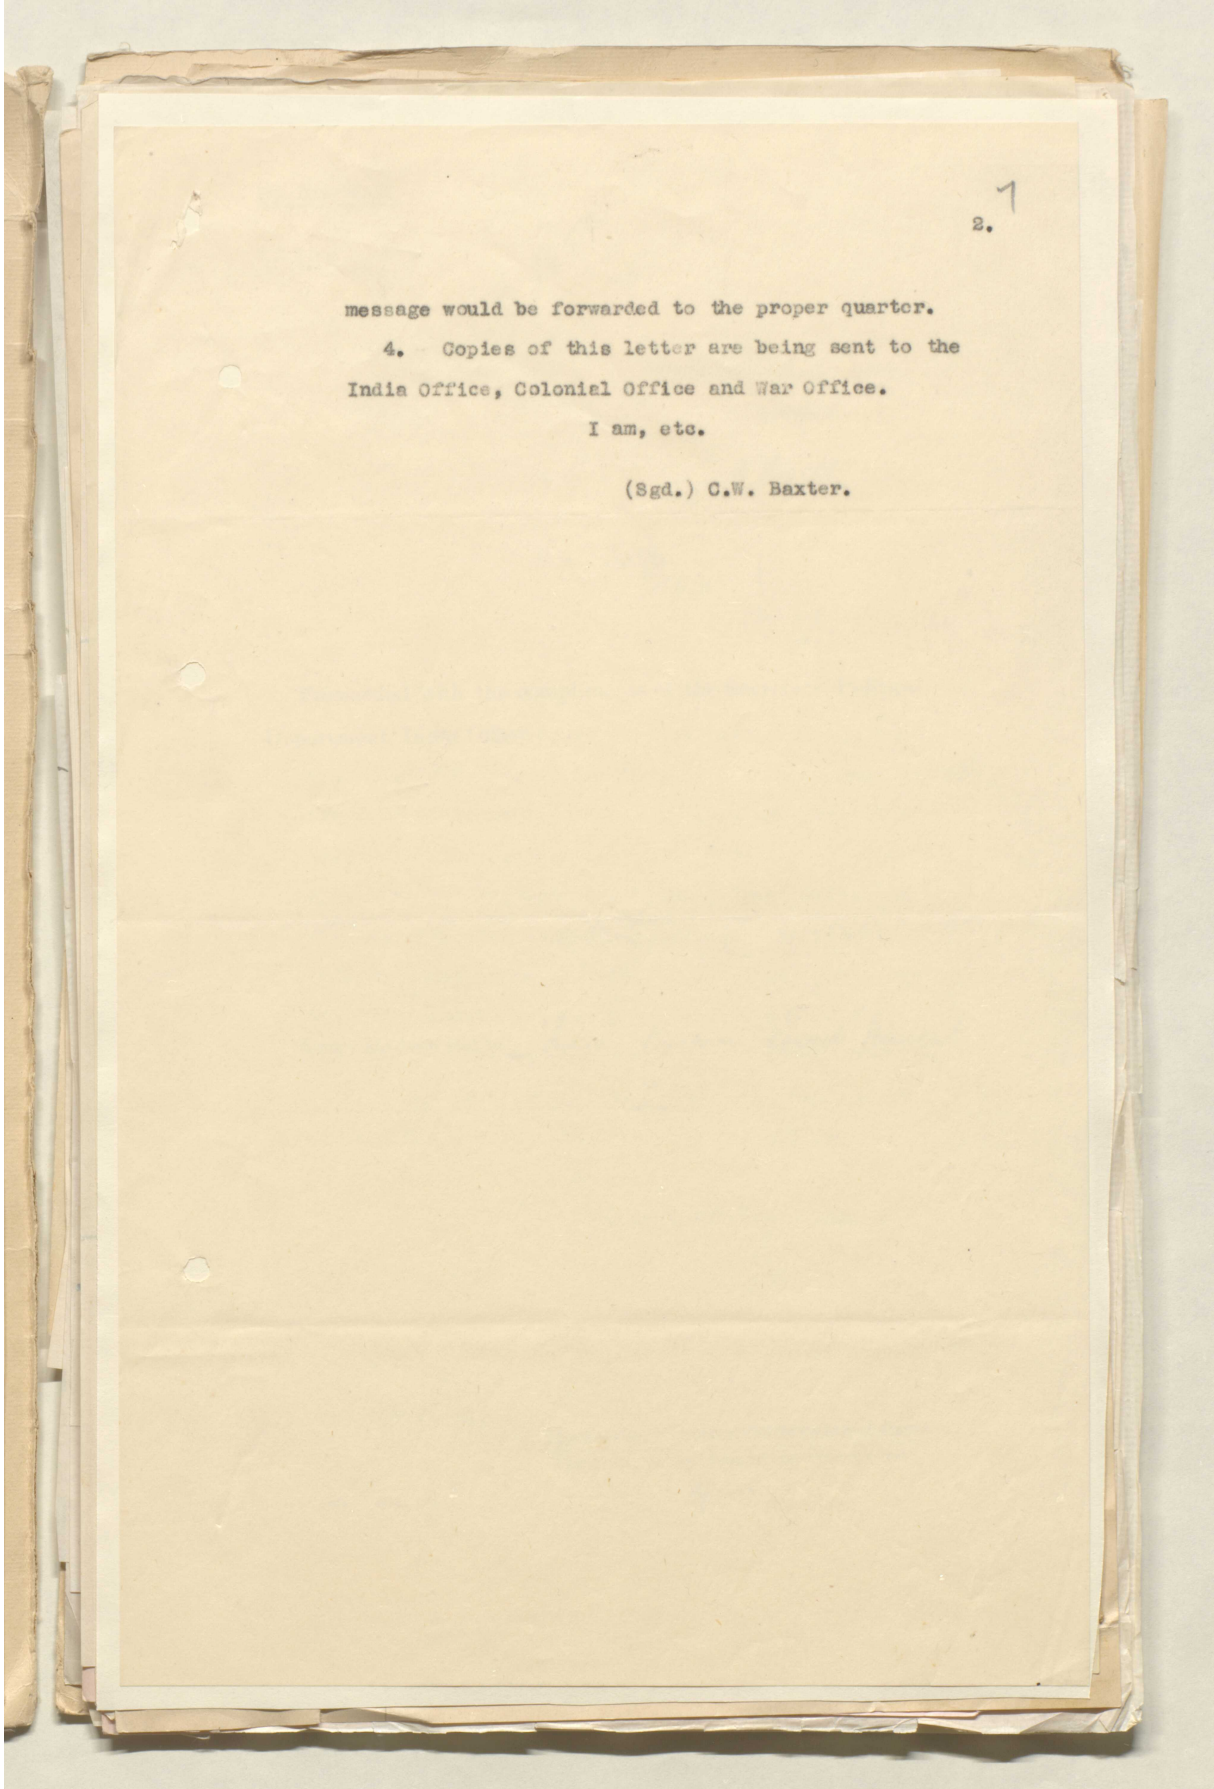 7
2.
message would be forwarded to the proper quarter.
4. Copies of this letter are being sent to the
India Office, Colonial Office and War Office.
I am, etc.
(Sgd.) C.W. Baxter.